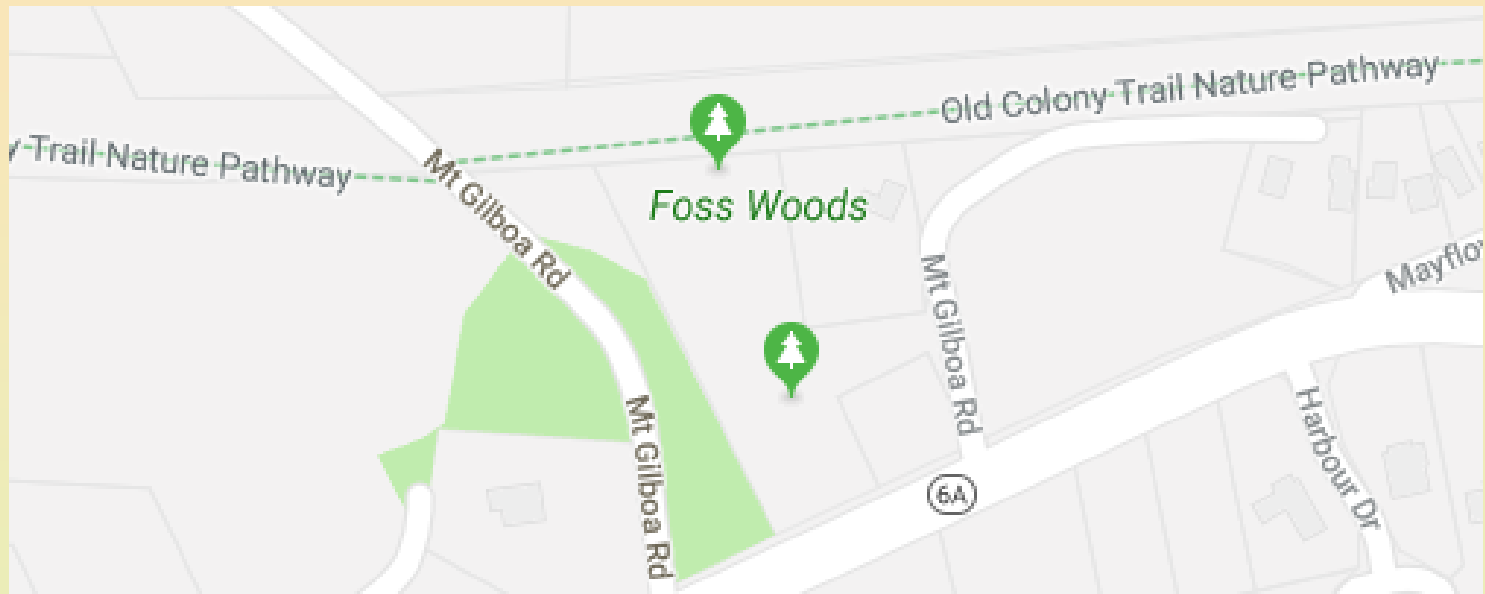 Old Colony Trail Nature Pathway
Trail Nature Pathway
Mt Gilboa Rd
Foss Woods
Mt Gilboa Rd
Mt Gilboa Rd
6A
Harbour Dr